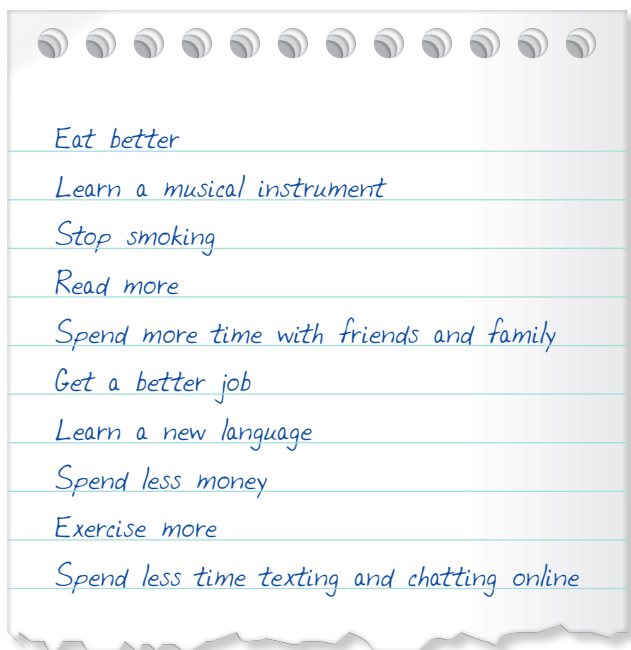 Eat better
Learn a musical instrument
Stop smoking
Read more
Spend more time with friends and family
Get a better job
Learn a new language
Spend less money
Exercise more
Spend less time texting and chatting online